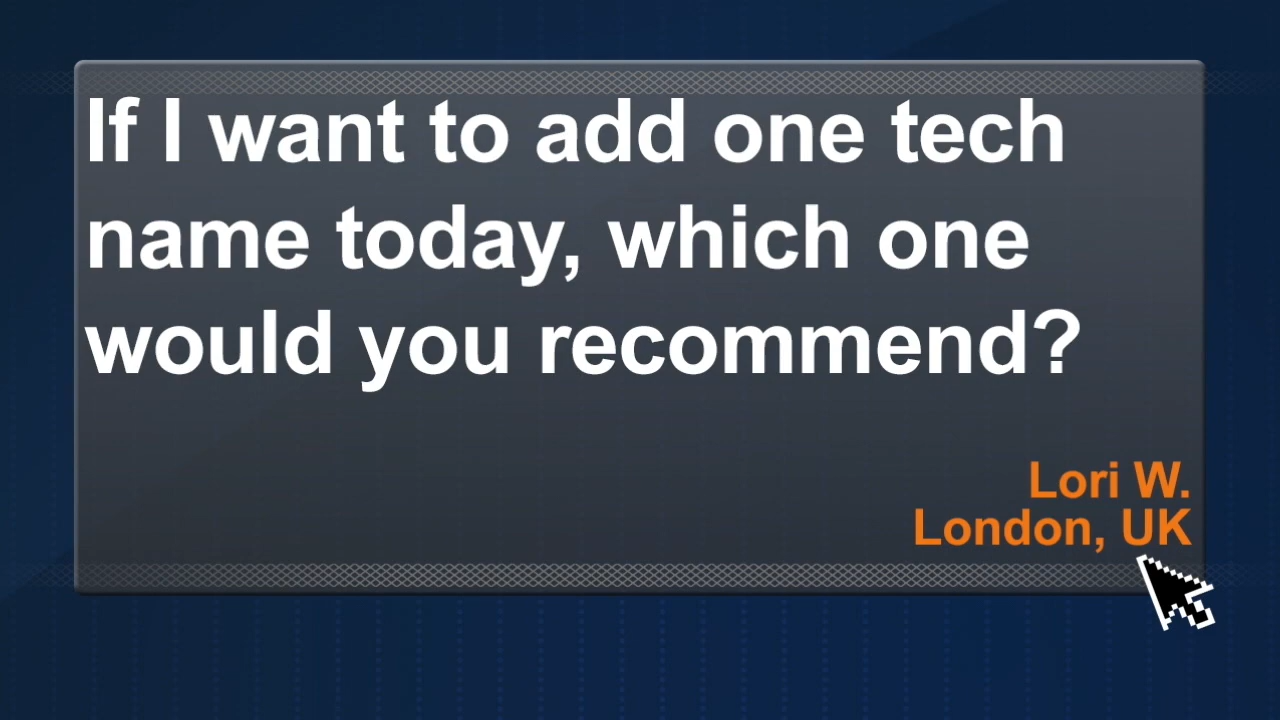 If I want to add one tech
name today, which one
would you recommend?
Lori W.
London, UK